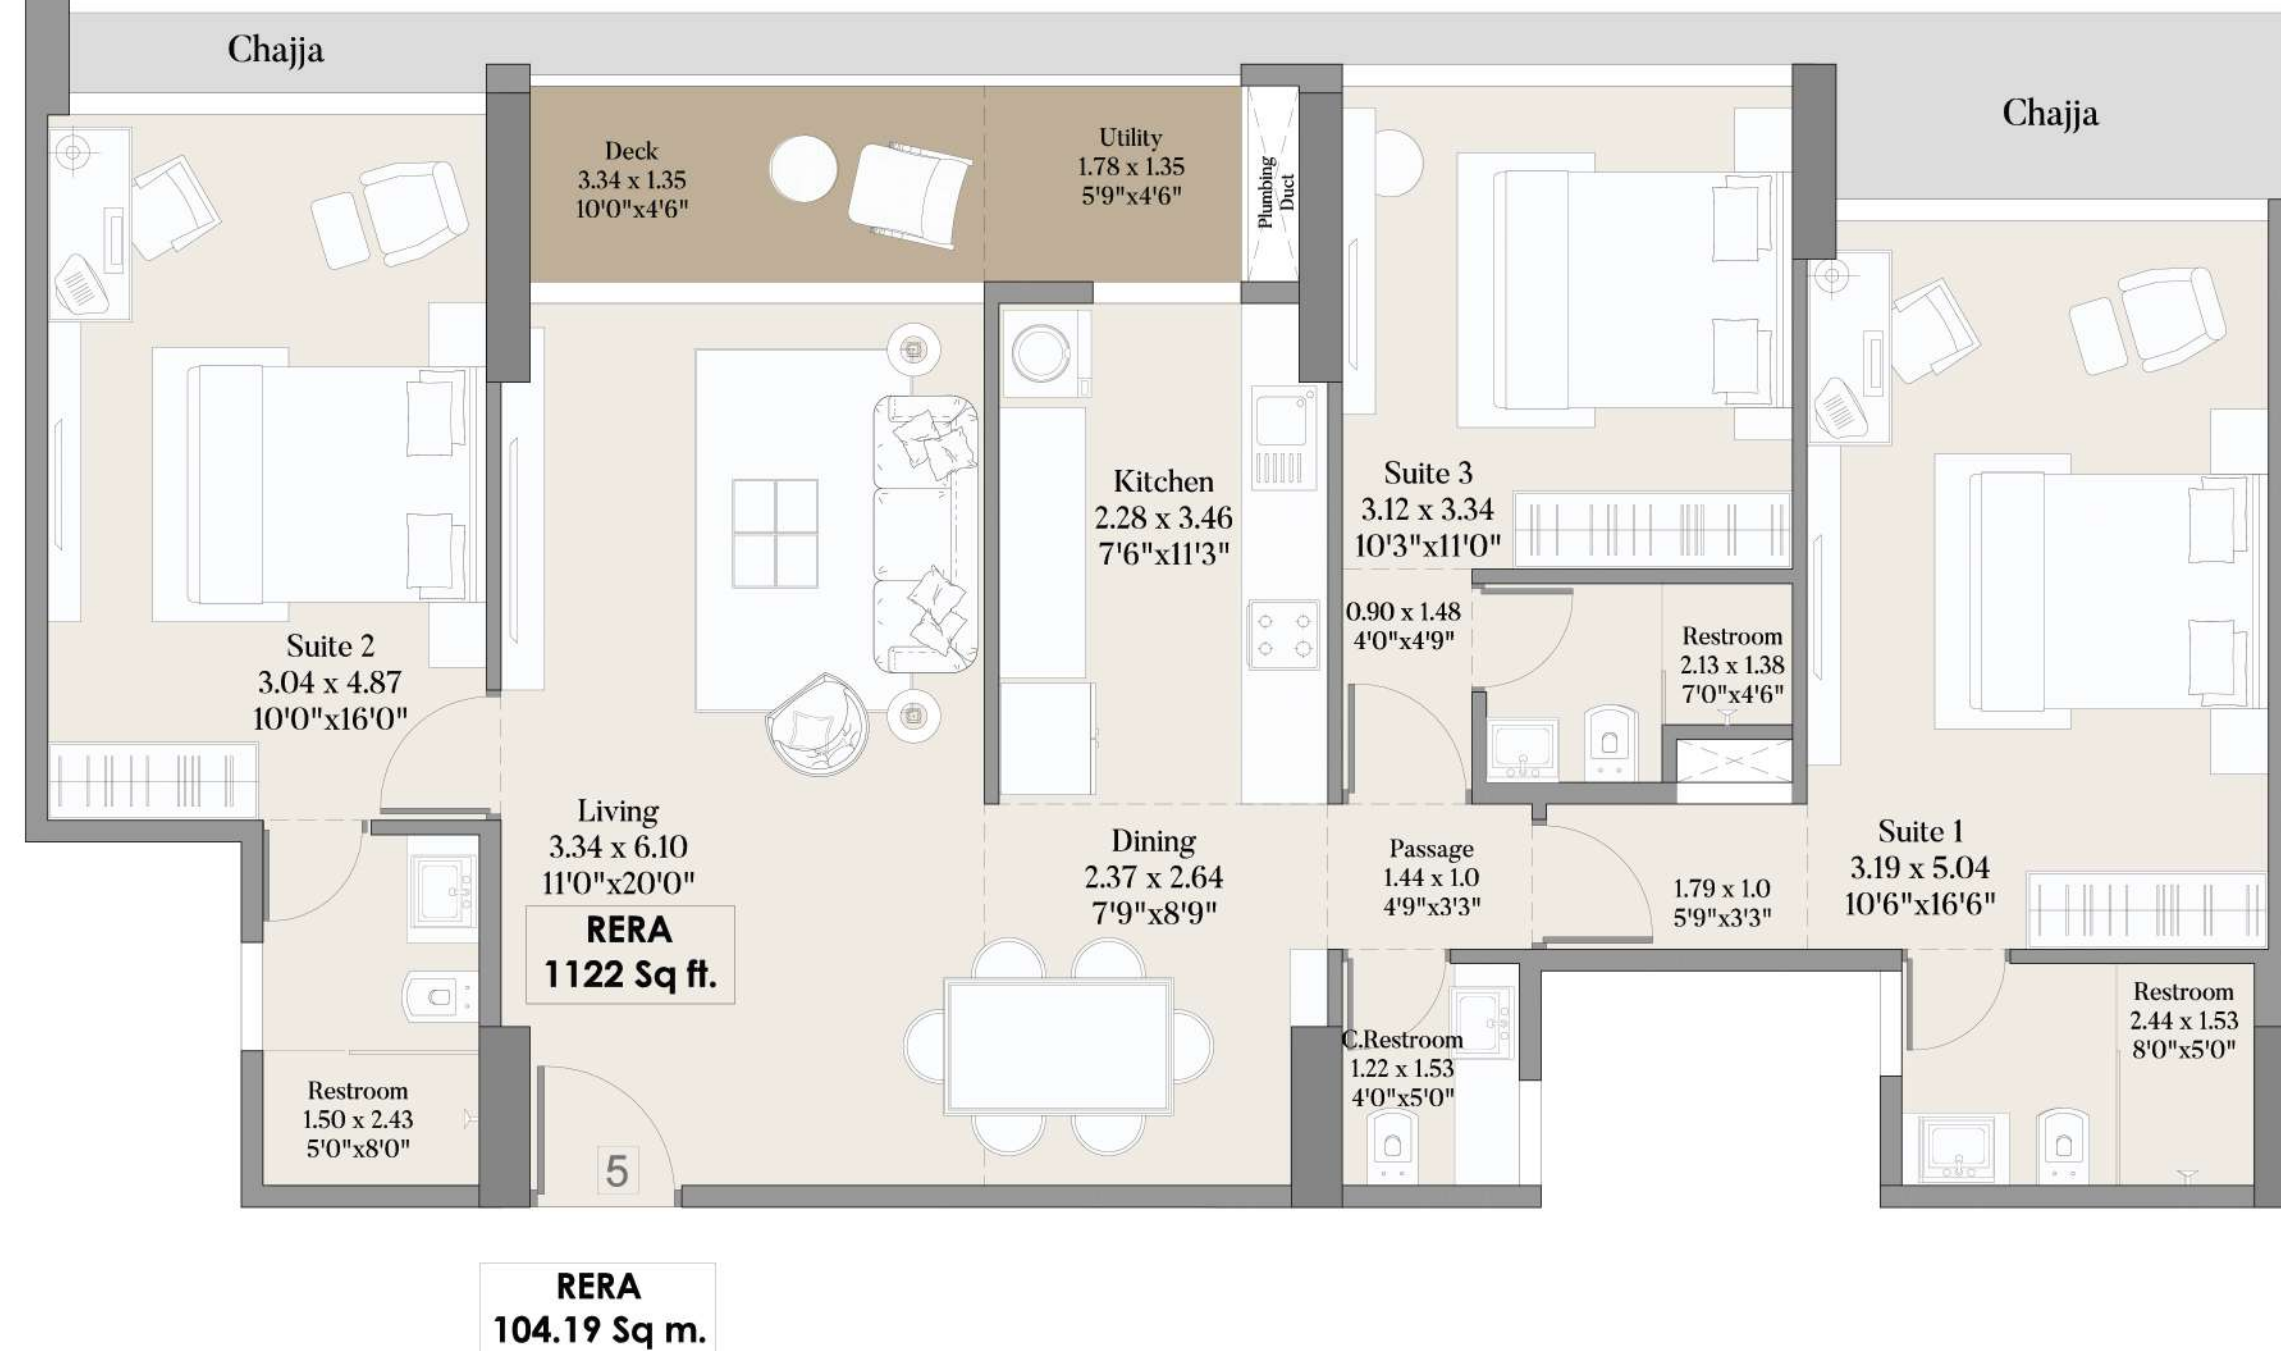 Chajja
Chajja
Deck
3.34 x 1.35
10'0"x4'6"
Utility
1.78 x 1.35
5'9"x4'6"
Plumbing
Duct
Suite 2
3.04 x 4.87
10'0"x16'0"
Kitchen
2.28 x 3.46
7'6"x11'3"
Suite 3
3.12 x 3.34
10'3"x11'0"
0.90 x 1.48
4'0"x4'9"
Restroom
2.13 x 1.38
7'0"x4'6"
Living
3.34 x 6.10
11'0"x20'0"
RERA
1122 Sq ft.
Dining
2.37 x 2.64
7'9"x8'9"
Passage
1.44 x 1.0
4'9"x3'3"
1.79 x 1.0
5'9"x3'3"
Suite 1
3.19 x 5.04
10'6"x16'6"
Restroom
1.50 x 2.43
5'0"x8'0"
5
C.Restroom
1.22 x 1.53
4'0"x5'0"
Restroom
2.44 x 1.53
8'0"x5'0"
RERA
104.19 Sq m.